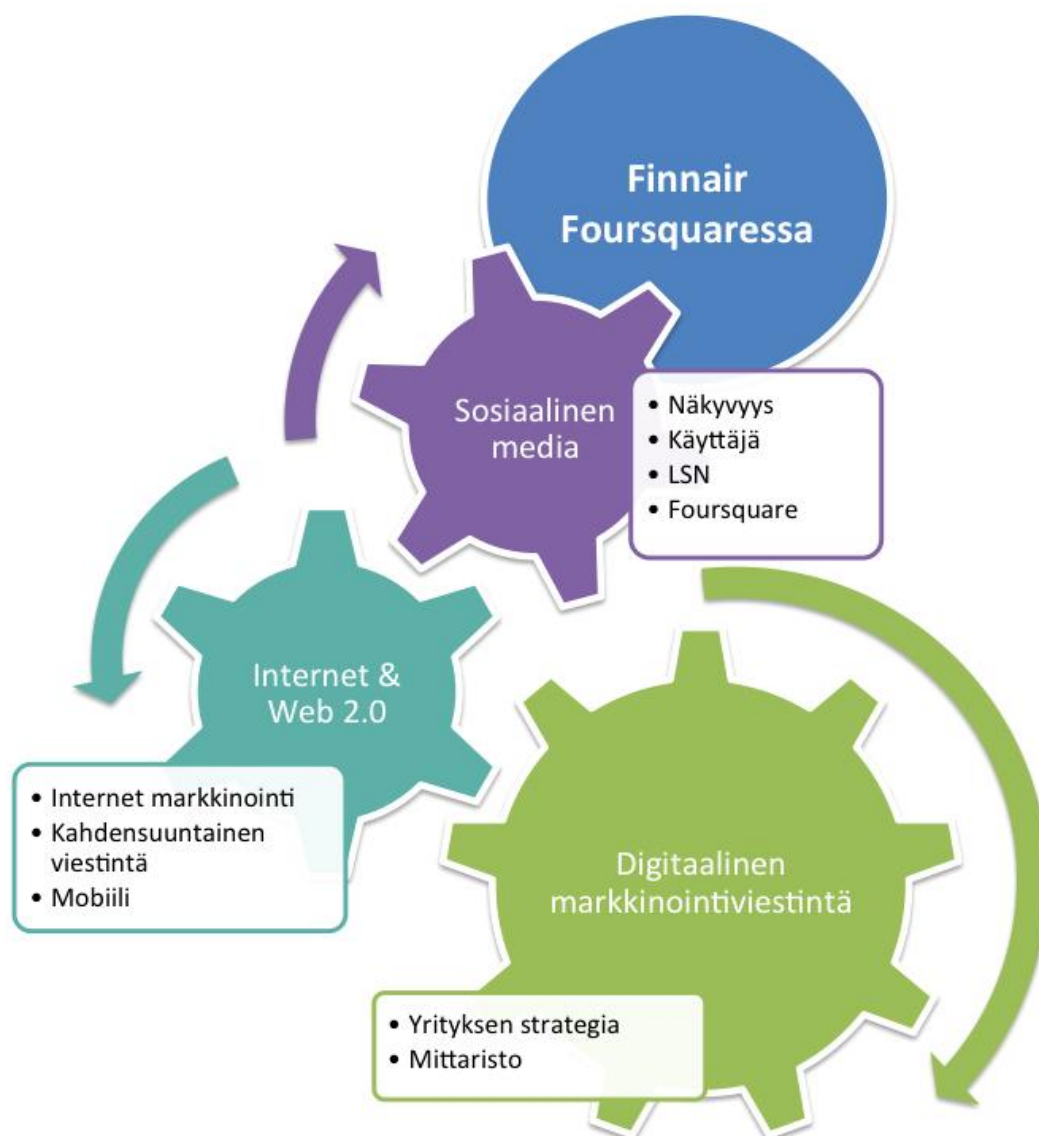 Finnair
Foursquaressa
Sosiaalinen
media
• Näkyvyys
• Käyttäjä
• LSN
• Foursquare
Internet &
Web 2.0
• Internet markkinointi
• Kahdensuuntainen
viestintä
• Mobiili
Digitaalinen
markkinointiviestintä
• Yrityksen strategia
• Mittaristo